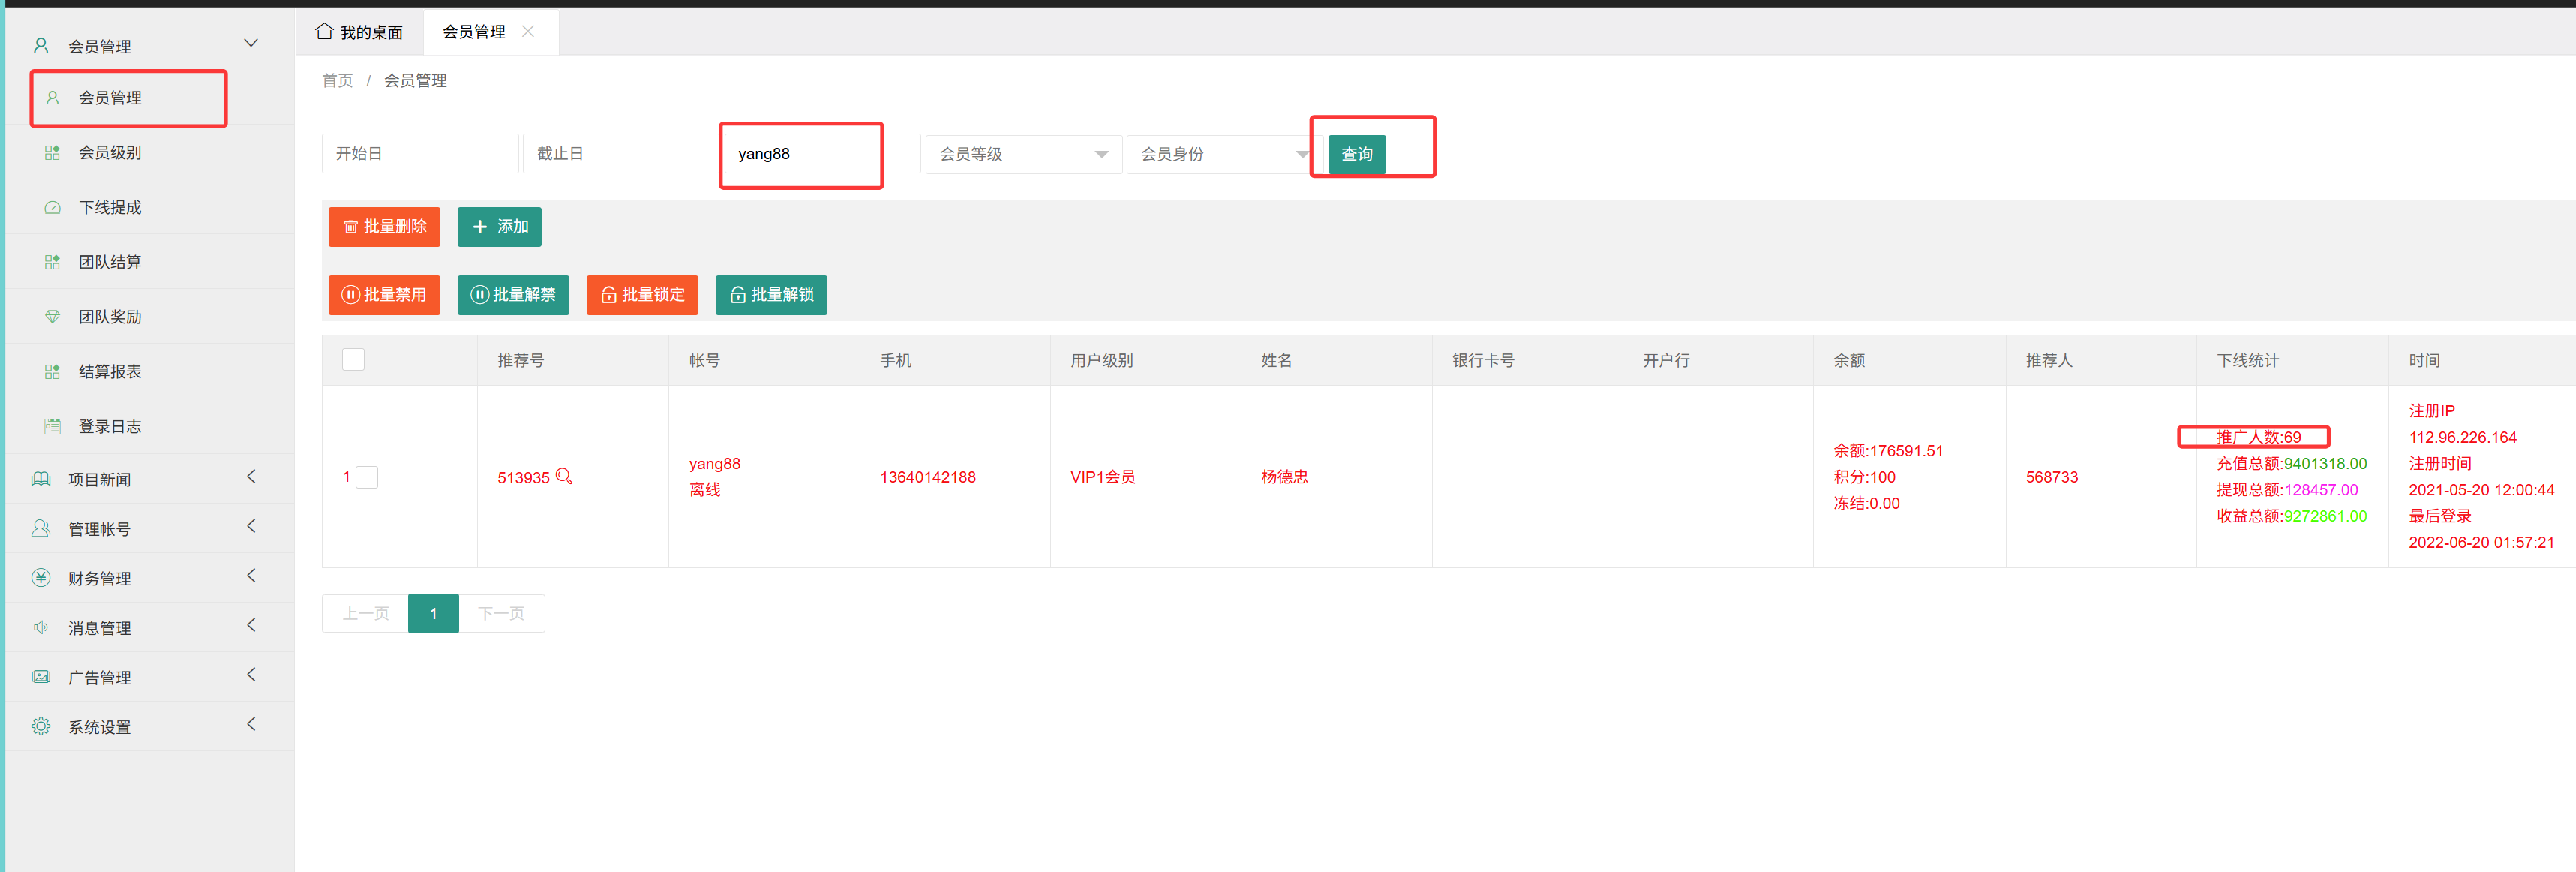 会员管理
会员管理
会员级别
下线提成
团队结算
团队奖励
结算报表
登录日志
项目新闻
管理帐号
财务管理
消息管理
广告管理
系统设置
我的桌面 会员管理
首页 / 会员管理
开始日 截止日 yang88 会员等级 会员身份 查询
批量删除 添加
批量禁用 批量解禁 批量锁定 批量解锁
推荐号 帐号 手机 用户级别 姓名 银行卡号 开户行 余额 推荐人 下线统计 时间
1
513935
yang88
离线
13640142188
VIP1会员
杨德忠
余额:176591.51
积分:100
冻结:0.00
568733
推广人数:69
充值总额:9401318.00
提现总额:128457.00
收益总额:9272861.00
注册IP
112.96.226.164
注册时间
2021-05-20 12:00:44
最后登录
2022-06-20 01:57:21
上一页 1 下一页